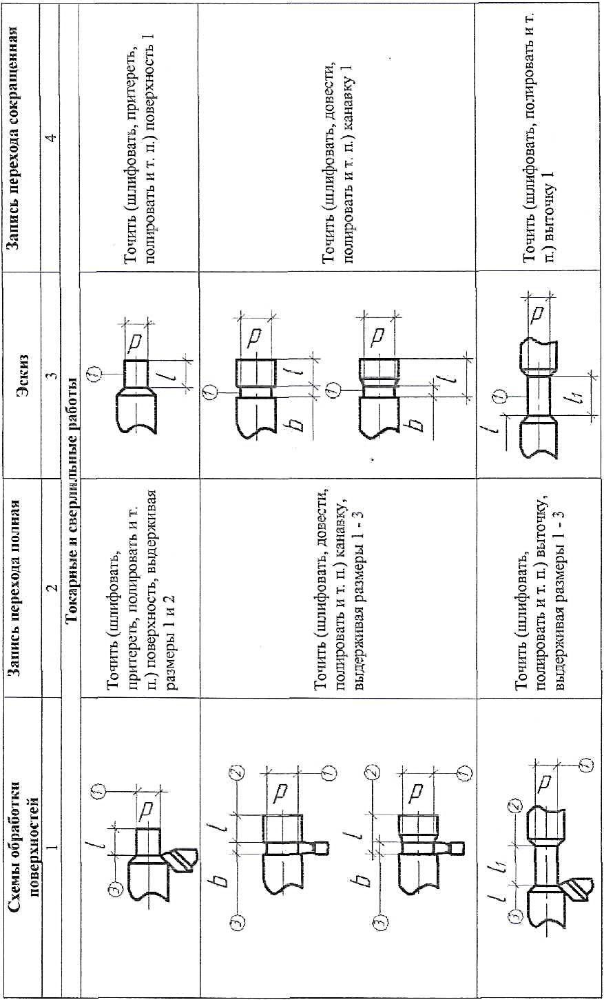 Схемы обработки
поверхностей
Запись перехода полная
Эскиз
Запись перехода сокращенная
1
2
3
4
Токарные и сверлильные работы
l
d
1
3
Точить (шлифовать,
притереть, полировать и т.
п.) поверхность, выдерживая
размеры 1 и 2
1
d
l
Точить (шлифовать, притереть,
полировать и т. п.) поверхность 1
b
l
d
1
2
3
b
l
d
1
2
3
Точить (шлифовать, довести,
полировать и т. п.) канавку,
выдерживая размеры 1 - 3
1
d
b
l
1
d
b
l
Точить (шлифовать, довести,
полировать и т. п.) канавку 1
l
l1
d
1
2
3
Точить (шлифовать,
полировать и т. п.) выточку,
выдерживая размеры 1 - 3
l
1
l1
d
Точить (шлифовать, полировать и т.
п.) выточку 1